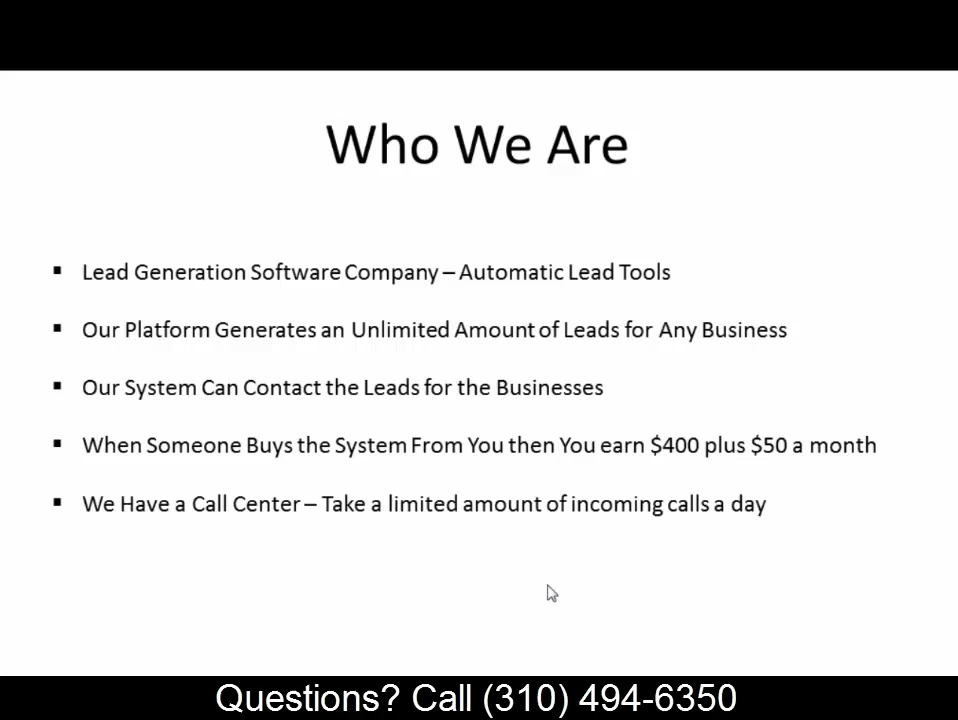 Who We Are
▪ Lead Generation Software Company – Automatic Lead Tools
▪ Our Platform Generates an Unlimited Amount of Leads for Any Business
▪ Our System Can Contact the Leads for the Businesses
▪ When Someone Buys the System From You then You earn $400 plus $50 a month
▪ We Have a Call Center – Take a limited amount of incoming calls a day
Questions? Call (310) 494-6350